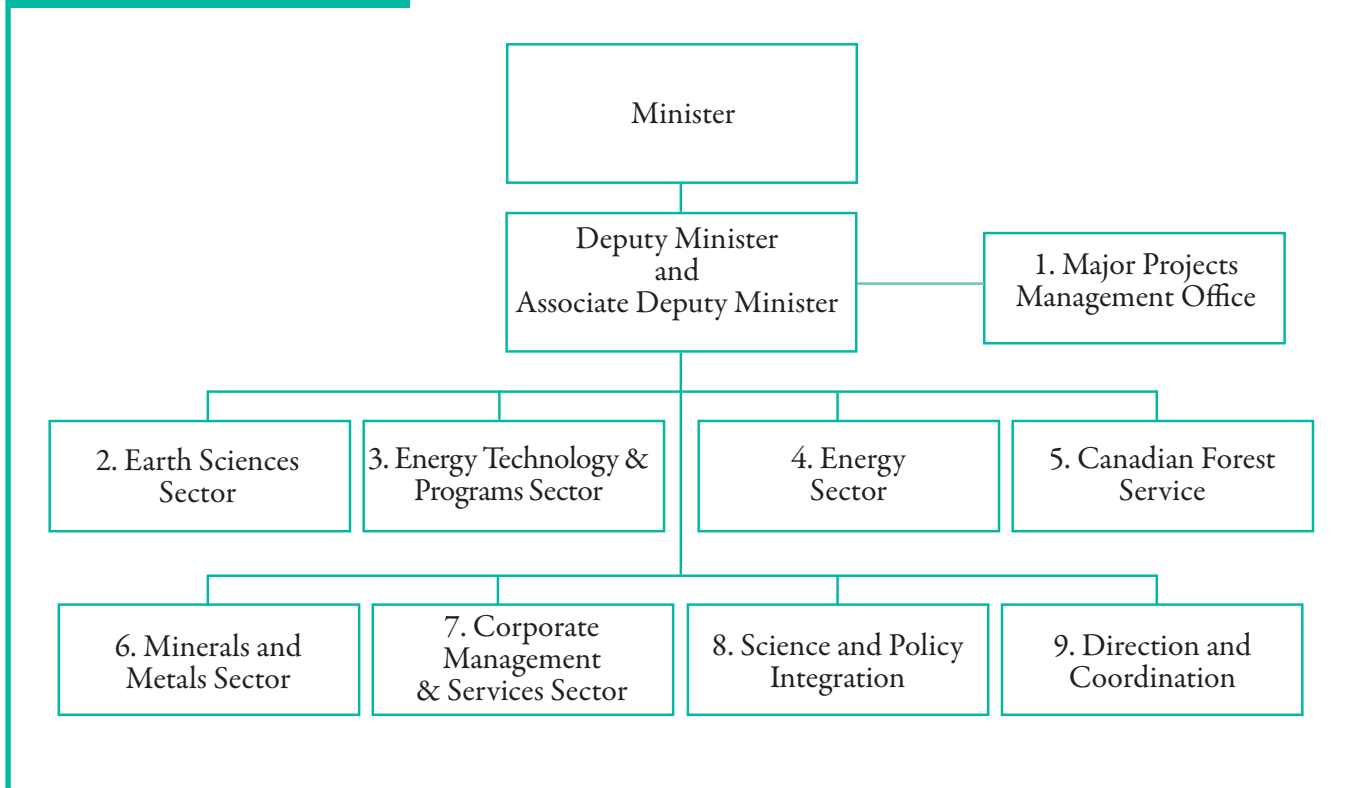 Minister
Deputy Minister
and
Associate Deputy Minister
1. Major Projects
Management Office
2. Earth Sciences
Sector
3. Energy Technology &
Programs Sector
4. Energy
Sector
5. Canadian Forest
Service
6. Minerals and
Metals Sector
7. Corporate
Management
& Services Sector
8. Science and Policy
Integration
9. Direction and
Coordination